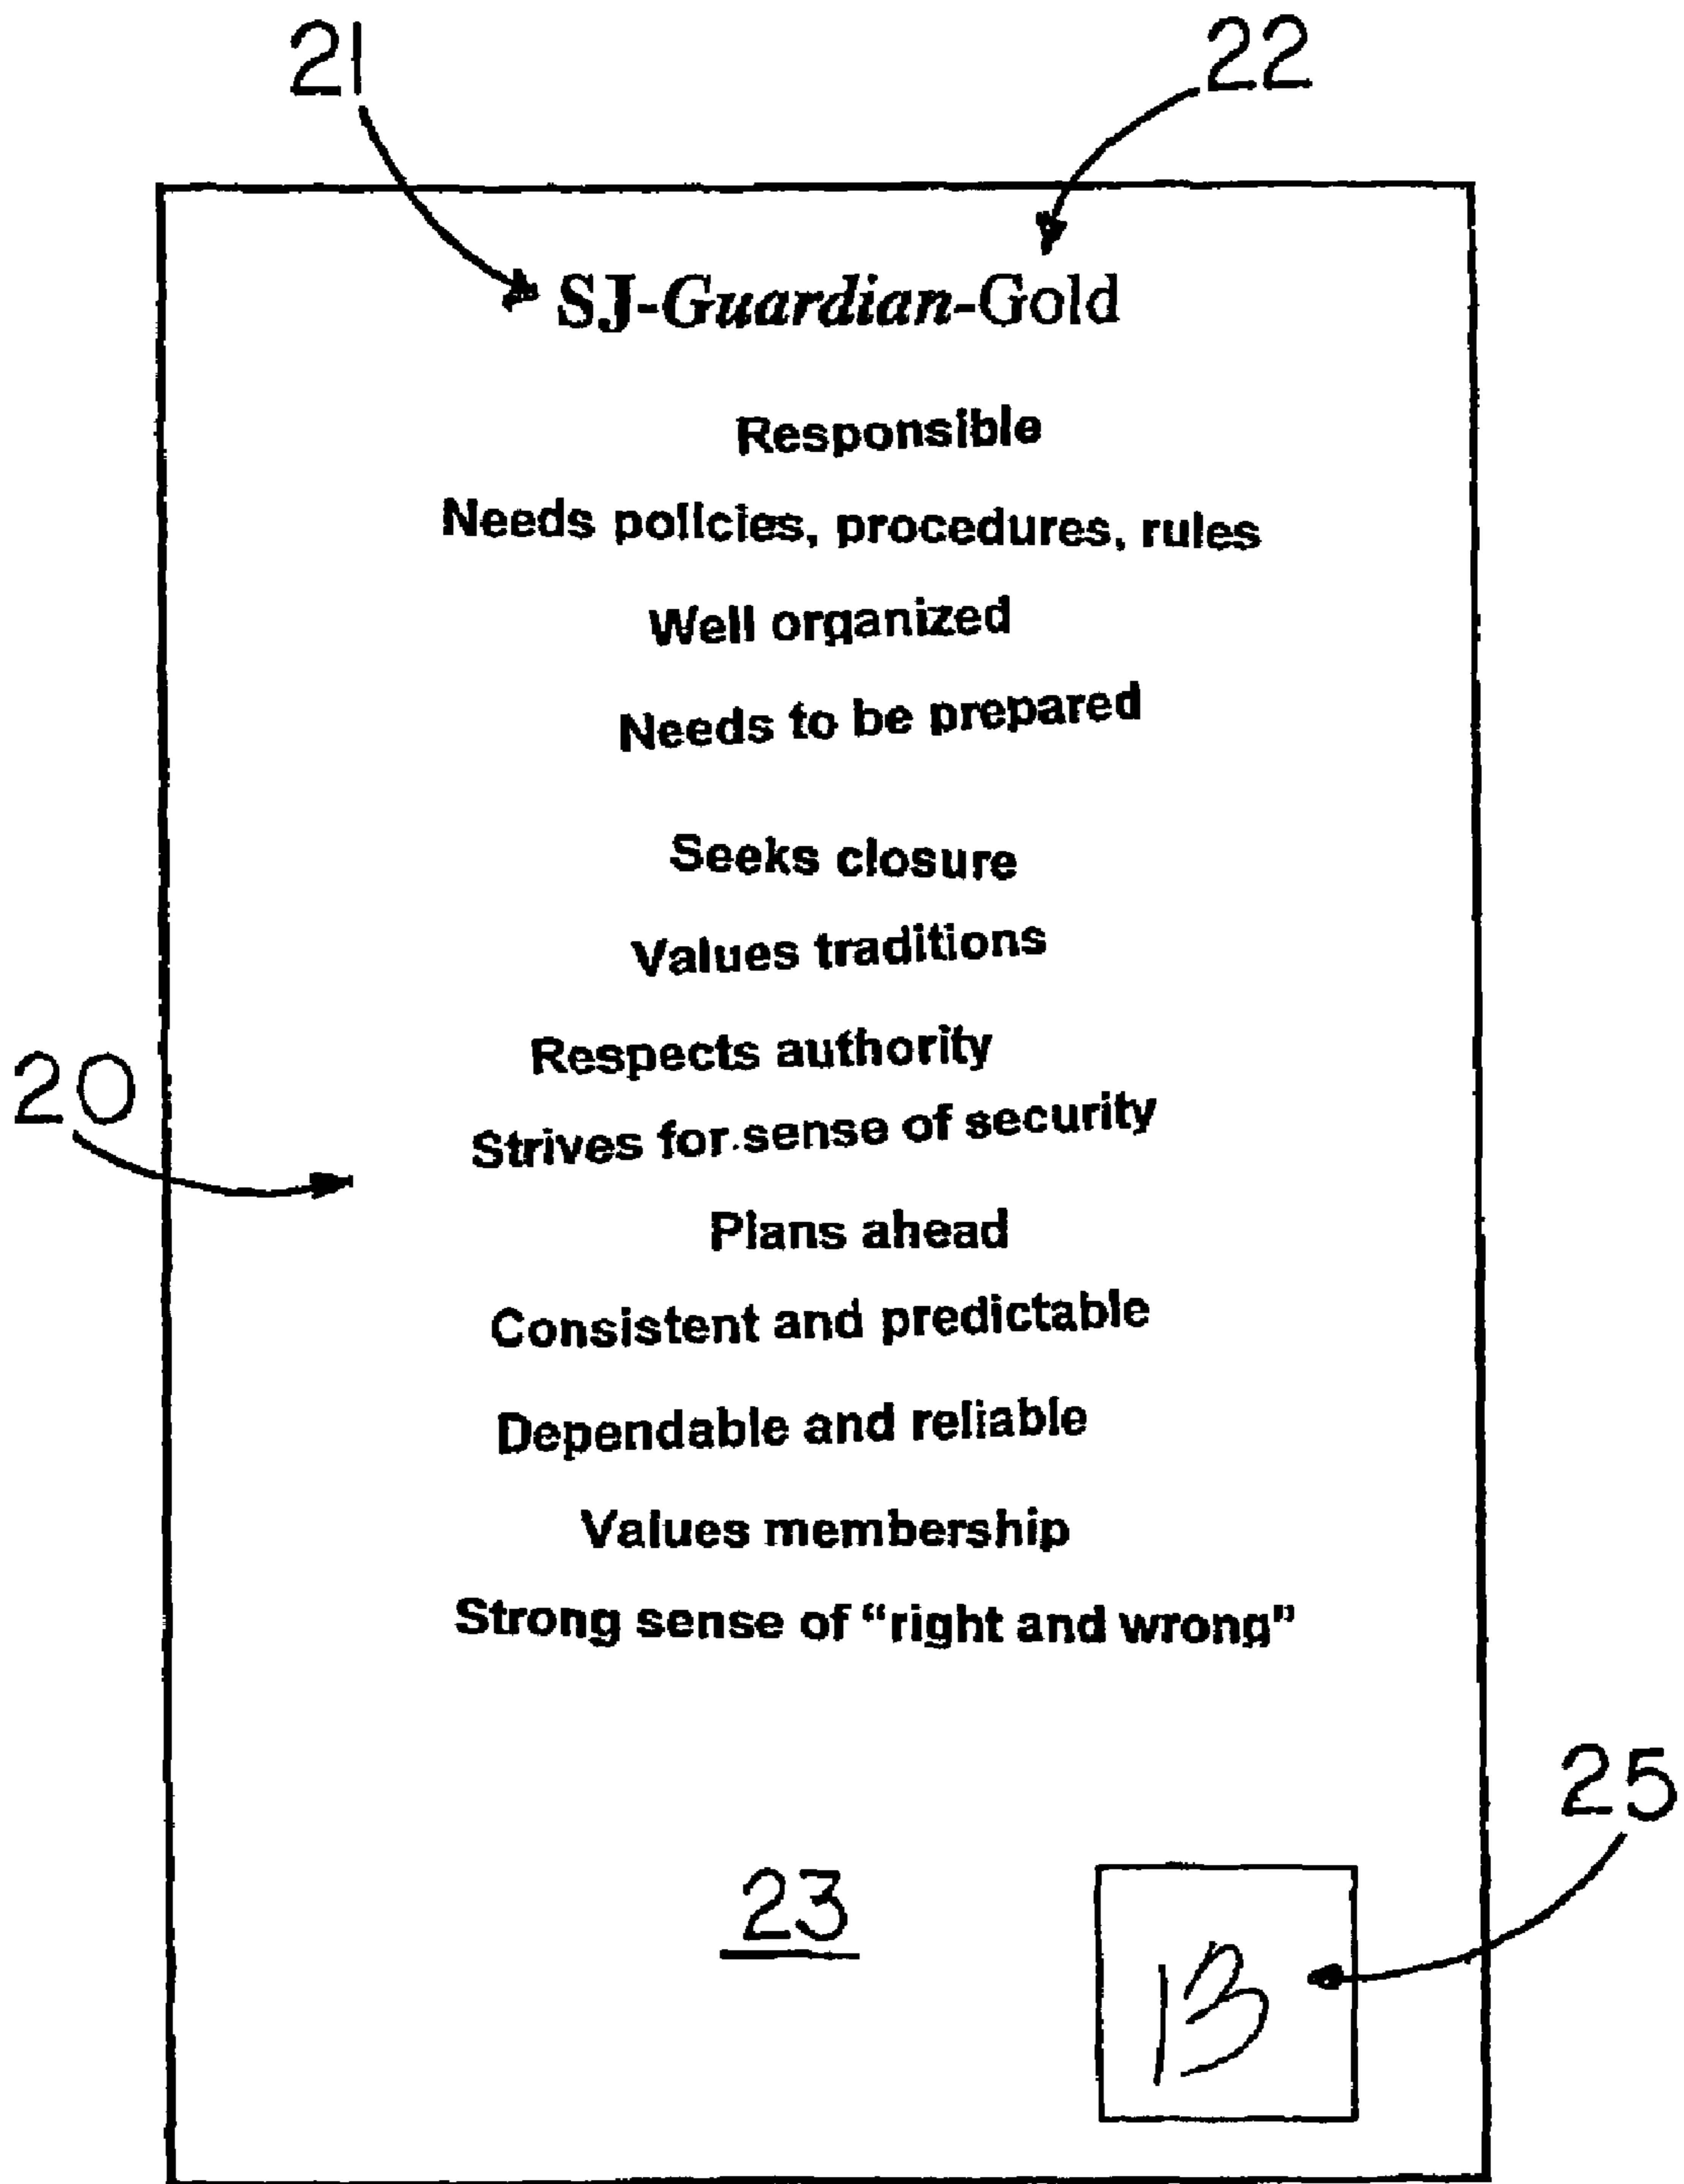 21
22
SJ-Guardian-Gold
Responsible
Needs policies, procedures, rules
Well organized
Needs to be prepared
Seeks closure
Values traditions
Respects authority
20
Strives for sense of security
Plans ahead
Consistent and predictable
Dependable and reliable
Values membership
Strong sense of “right and wrong”
25
23
13